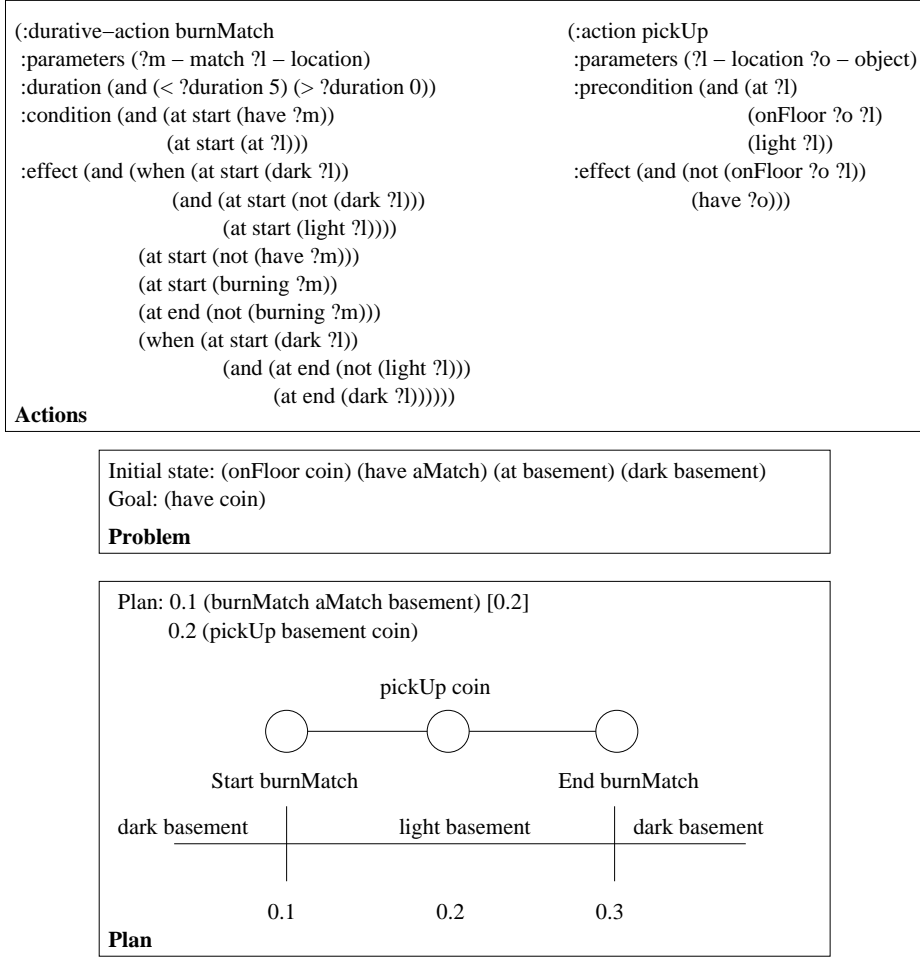 (:durative−action burnMatch
:parameters (?m − match ?l − location)
:duration (and (< ?duration 5) (> ?duration 0))
:condition (and (at start (have ?m))
(at start (at ?l)))
:effect (and (when (at start (dark ?l))
(and (at start (not (dark ?l)))
(at start (light ?l))))
(at start (not (have ?m)))
(at start (burning ?m))
(at end (not (burning ?m)))
(when (at start (dark ?l))
(and (at end (not (light ?l)))
(at end (dark ?l))))))
(:action pickUp
:parameters (?l − location ?o − object)
:precondition (and (at ?l)
(onFloor ?o ?l)
(light ?l))
:effect (and (not (onFloor ?o ?l))
(have ?o)))
Actions
Initial state: (onFloor coin) (have aMatch) (at basement) (dark basement)
Goal: (have coin)
Problem
Plan: 0.1 (burnMatch aMatch basement) [0.2]
0.2 (pickUp basement coin)
pickUp coin
Start burnMatch End burnMatch
dark basement light basement dark basement
0.1 0.2 0.3
Plan